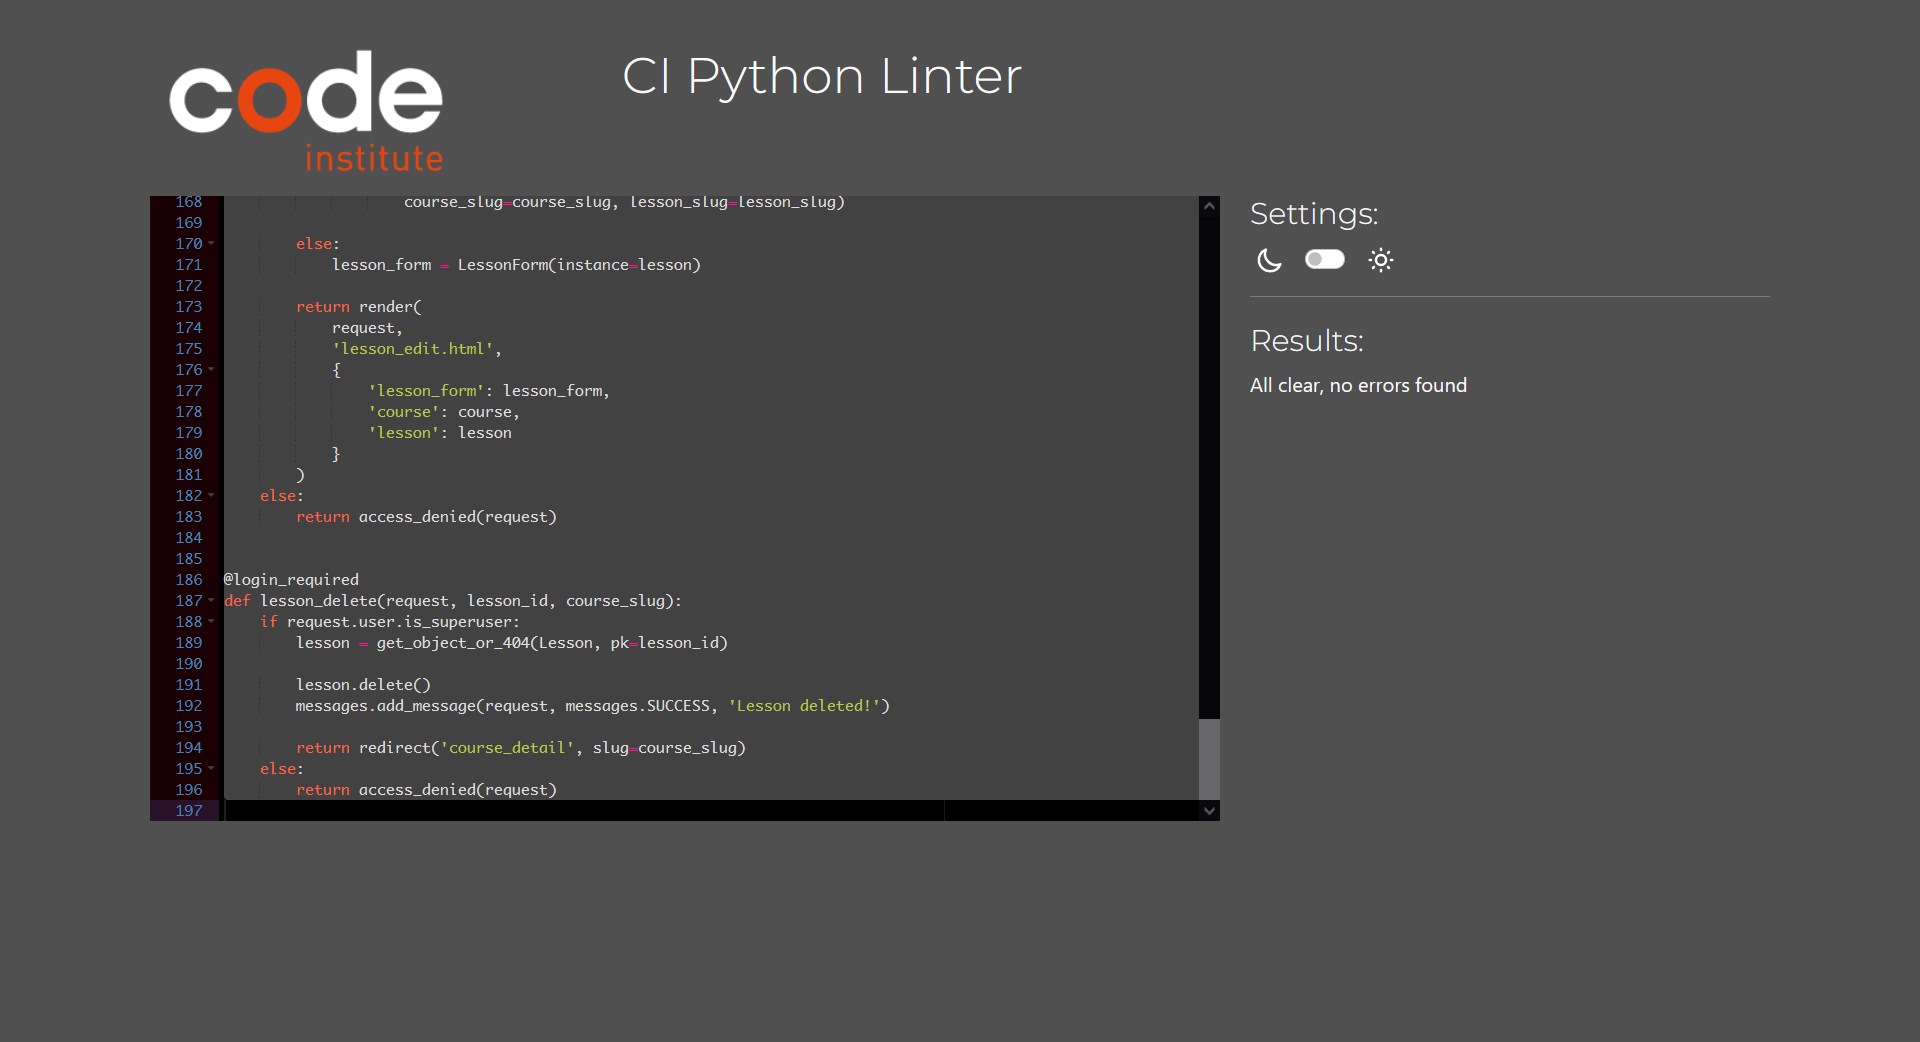 code
institute
CI Python Linter
168 course_slug=course_slug, lesson_slug=lesson_slug)
169
170 else:
171 lesson_form = LessonForm(instance=lesson)
172
173 return render(
174 request,
175 'lesson_edit.html',
176 {
177 'lesson_form': lesson_form,
178 'course': course,
179 'lesson': lesson
180 }
181 )
182 else:
183 return access_denied(request)
184
185
186 @login_required
187 def lesson_delete(request, lesson_id, course_slug):
188 if request.user.is_superuser:
189 lesson = get_object_or_404(Lesson, pk=lesson_id)
190
191 lesson.delete()
192 messages.add_message(request, messages.SUCCESS, 'Lesson deleted!')
193
194 return redirect('course_detail', slug=course_slug)
195 else:
196 return access_denied(request)
197
Settings:
Results:
All clear, no errors found